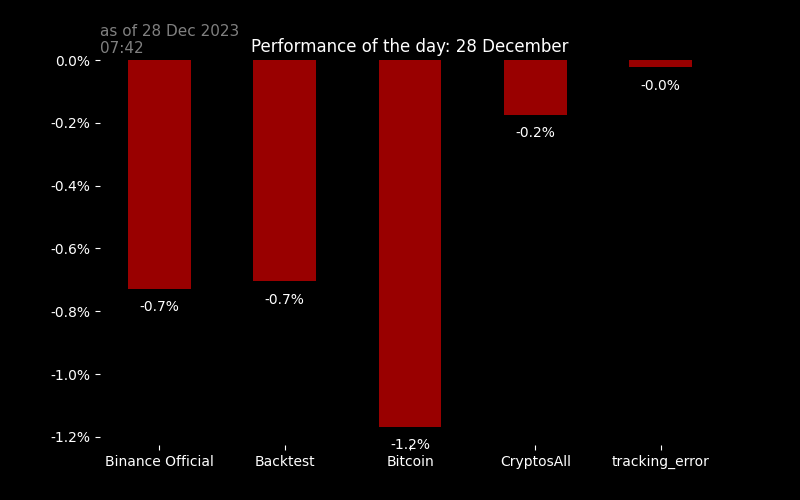 as of 28 Dec 2023
07:42
Performance of the day: 28 December
0.0%
-0.2%
-0.4%
-0.6%
-0.8%
-1.0%
-1.2%
-0.7%
-0.7%
-1.2%
-0.2%
-0.0%
Binance Official
Backtest
Bitcoin
CryptosAll
tracking_error